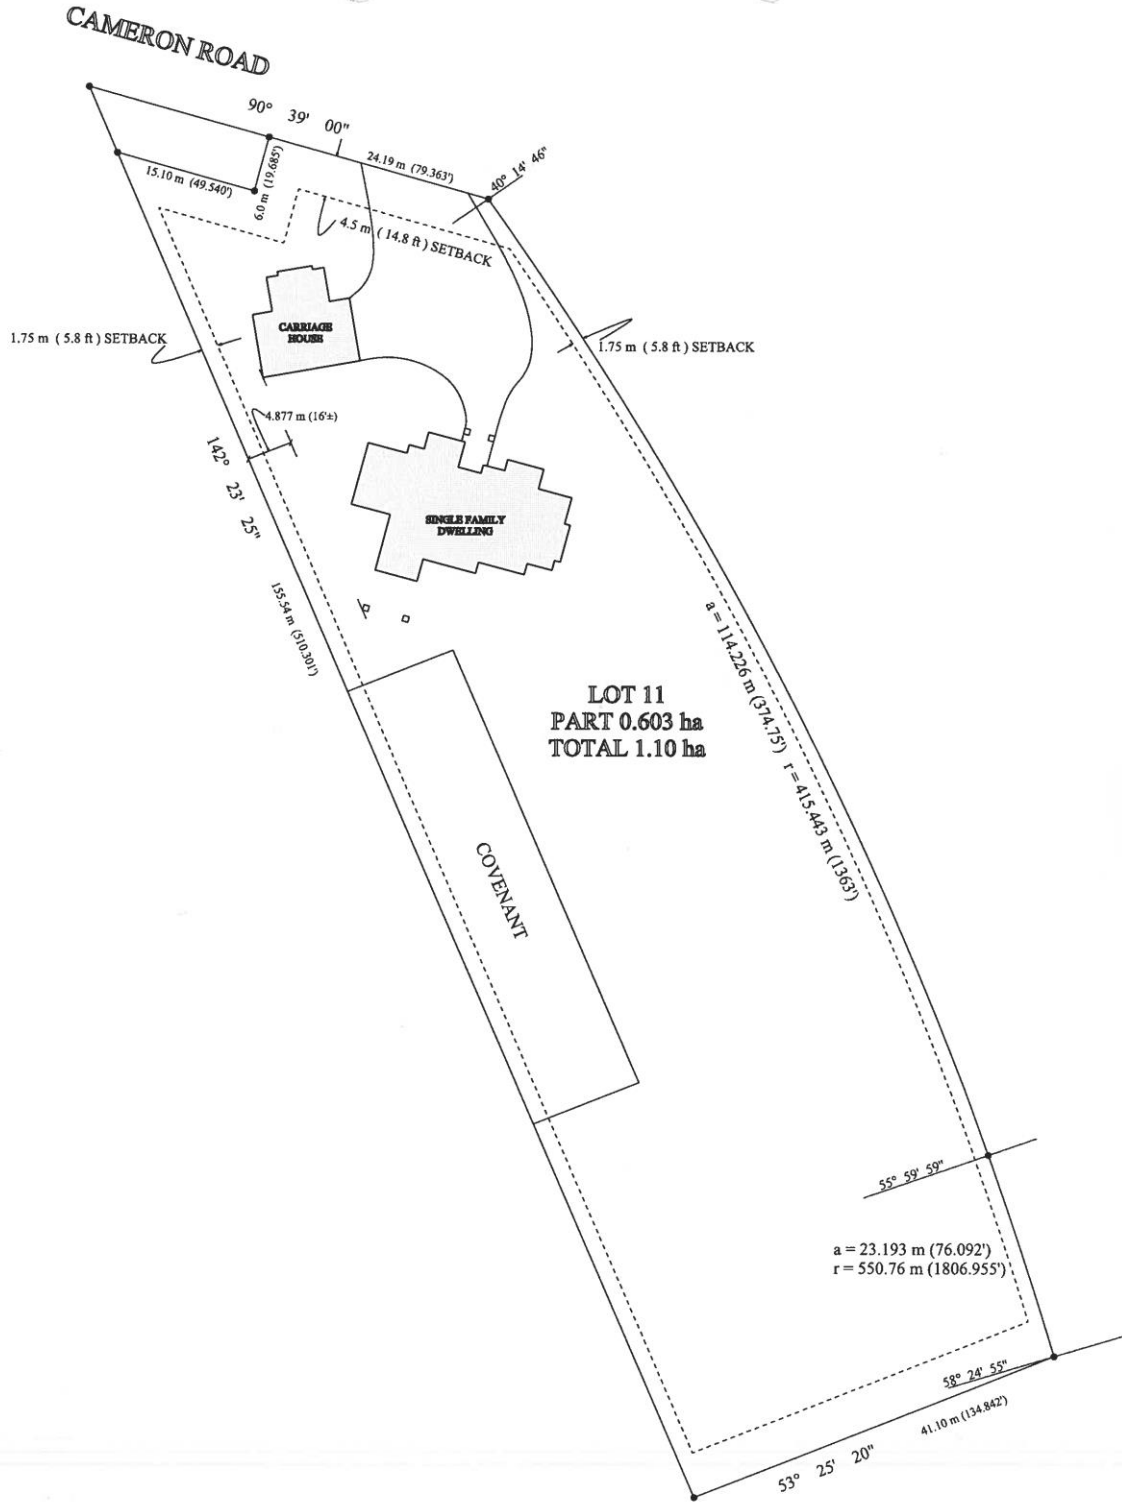 CAMERON ROAD
90° 39' 00"
24.19 m (79.363')
40° 14' 46"
15.10 m (49.540')
6.0 m (19.685')
4.5 m ( 14.8 ft ) SETBACK
CARRIAGE
HOUSE
1.75 m ( 5.8 ft ) SETBACK
1.75 m ( 5.8 ft ) SETBACK
4.877 m (16'±)
142° 23' 25"
SINGLE FAMILY
DWELLING
155.54 m (510.301')
a = 114.226 m (374.75') r = 415.443 m (1363')
LOT 11
PART 0.603 ha
TOTAL 1.10 ha
COVENANT
55° 59' 59"
a = 23.193 m (76.092')
r = 550.76 m (1806.955')
58° 24' 55"
41.10 m (134.842')
53° 25' 20"